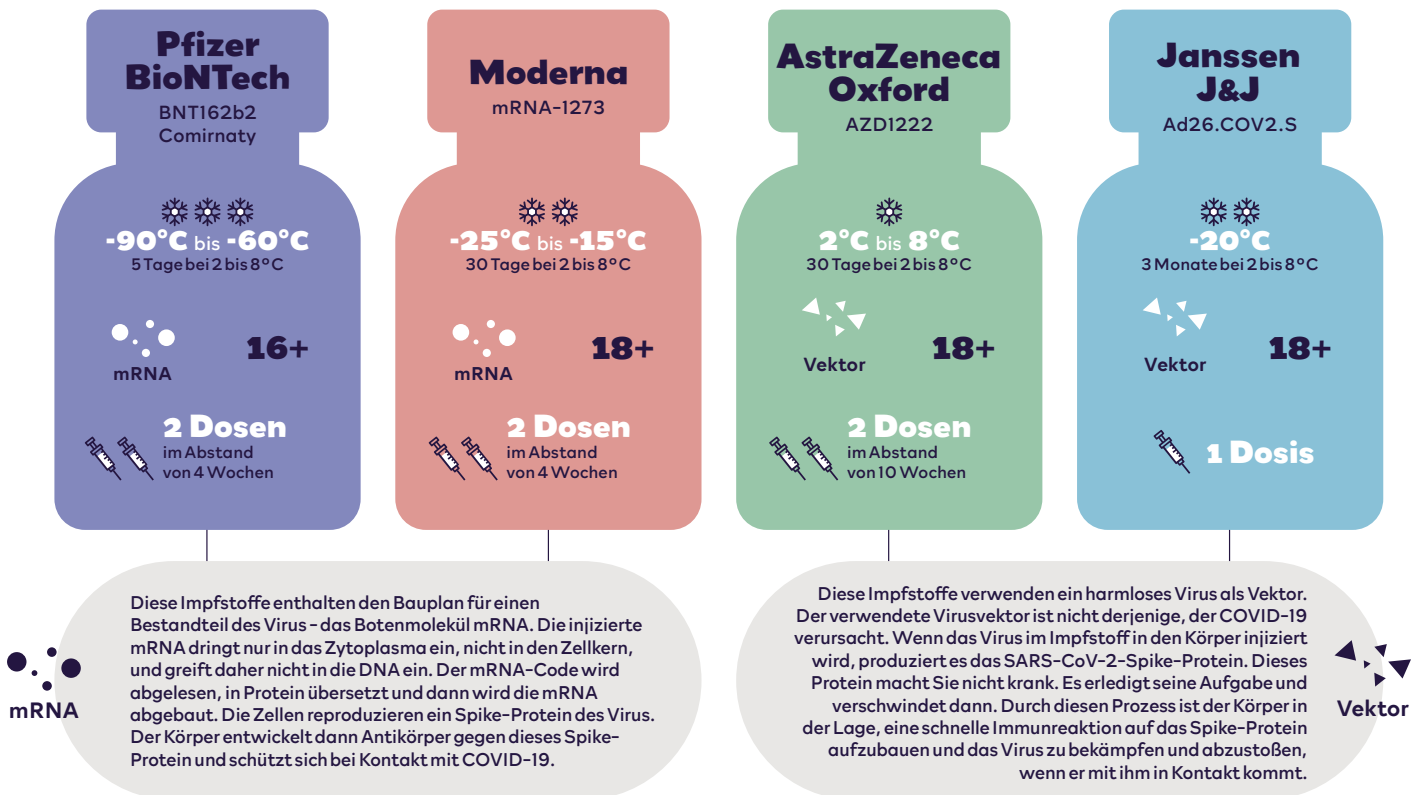 Pfizer
BioNTech
BNT162b2
Comirnaty
-90°C bis -60°C
5 Tage bei 2 bis 8°C
mRNA
16+
2 Dosen
im Abstand
von 4 Wochen
Moderna
mRNA-1273
-25°C bis -15°C
30 Tage bei 2 bis 8°C
mRNA
18+
2 Dosen
im Abstand
von 4 Wochen
AstraZeneca
Oxford
AZD1222
2°C bis 8°C
30 Tage bei 2 bis 8°C
Vektor
18+
2 Dosen
im Abstand
von 10 Wochen
Janssen
J&J
Ad26.COV2.S
-20°C
3 Monate bei 2 bis 8°C
Vektor
18+
1 Dosis
mRNA
Diese Impfstoffe enthalten den Bauplan für einen
Bestandteil des Virus - das Botenmolekül mRNA. Die injizierte
mRNA dringt nur in das Zytoplasma ein, nicht in den Zellkern,
und greift daher nicht in die DNA ein. Der mRNA-Code wird
abgelesen, in Protein übersetzt und dann wird die mRNA
abgebaut. Die Zellen reproduzieren ein Spike-Protein des Virus.
Der Körper entwickelt dann Antikörper gegen dieses Spike-
Protein und schützt sich bei Kontakt mit COVID-19.
Diese Impfstoffe verwenden ein harmloses Virus als Vektor.
Der verwendete Virusvektor ist nicht derjenige, der COVID-19
verursacht. Wenn das Virus im Impfstoff in den Körper injiziert
wird, produziert es das SARS-CoV-2-Spike-Protein. Dieses
Protein macht Sie nicht krank. Es erledigt seine Aufgabe und
verschwindet dann. Durch diesen Prozess ist der Körper in
der Lage, eine schnelle Immunreaktion auf das Spike-Protein
aufzubauen und das Virus zu bekämpfen und abzustoßen,
wenn er mit ihm in Kontakt kommt.
Vektor